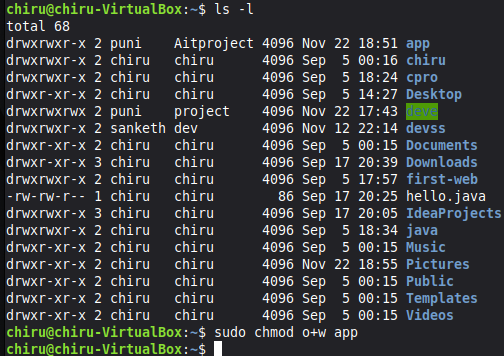 chiru@chiru-VirtualBox:~$ ls -l
total 68
drwxrwxr-x 2 puni    Aitproject 4096 Nov 22 18:51 app
drwxrwxr-x 2 chiru   chiru      4096 Sep  5 00:16 chiru
drwxrwxr-x 2 chiru   chiru      4096 Sep  5 18:24 cpro
drwxr-xr-x 2 chiru   chiru      4096 Sep  5 14:27 Desktop
drwxrwxrwx 2 puni    project    4096 Nov 22 17:43 deve
drwxrwxr-x 2 sanketh dev        4096 Nov 12 22:14 devss
drwxr-xr-x 2 chiru   chiru      4096 Sep  5 00:15 Documents
drwxr-xr-x 3 chiru   chiru      4096 Sep 17 20:39 Downloads
drwxrwxr-x 2 chiru   chiru      4096 Sep  5 17:57 first-web
-rw-rw-r-- 1 chiru   chiru        86 Sep 17 20:25 hello.java
drwxrwxr-x 3 chiru   chiru      4096 Sep 17 20:05 IdeaProjects
drwxrwxr-x 2 chiru   chiru      4096 Sep  5 18:34 java
drwxr-xr-x 2 chiru   chiru      4096 Sep  5 00:15 Music
drwxr-xr-x 2 chiru   chiru      4096 Nov 22 18:55 Pictures
drwxr-xr-x 2 chiru   chiru      4096 Sep  5 00:15 Public
drwxr-xr-x 2 chiru   chiru      4096 Sep  5 00:15 Templates
drwxr-xr-x 2 chiru   chiru      4096 Sep  5 00:15 Videos
chiru@chiru-VirtualBox:~$ sudo chmod o+w app
chiru@chiru-VirtualBox:~$